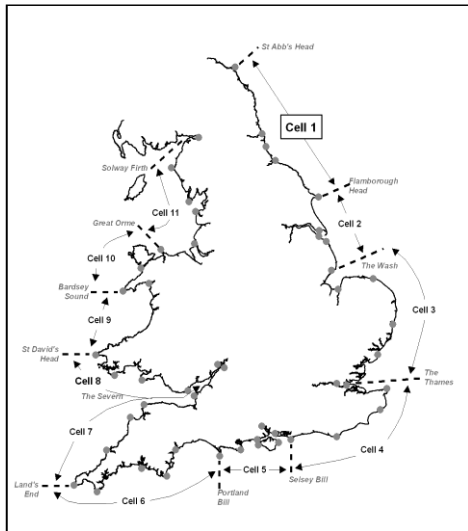 St Abb's Head
Cell 1
Solway Firth
Flamborough
Head
Great Orme
Cell 11
Cell 2
Cell 10
The Wash
Bardsey
Sound
Cell 9
Cell 3
St David's
Head
Cell 8
The
Thames
The Severn
Cell 7
Cell 4
Cell 5
Selsey Bill
Land's
End
Cell 6
Portland
Bill